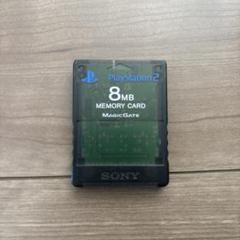 PlayStation 2
8MB
MEMORY CARD
MAGICGATE
SONY